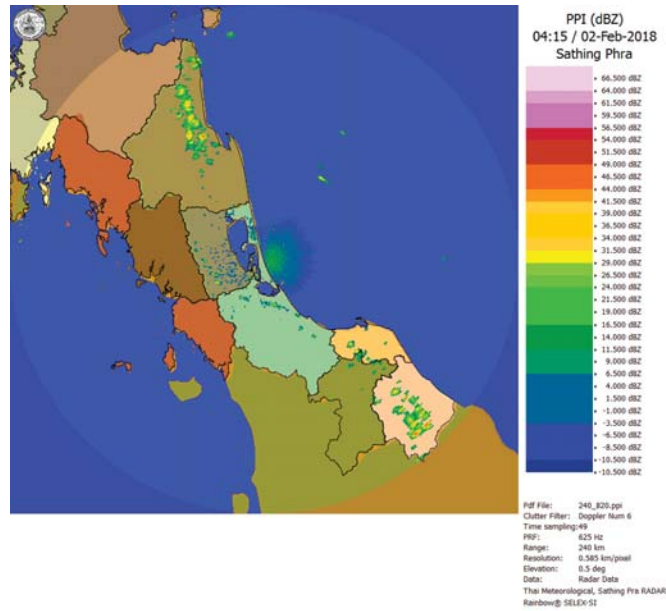 PPI (dBZ)
04:15 / 02-Feb-2018
Sathing Phra
66.500 dBZ
64.000 dBZ
61.500 dBZ
59.500 dBZ
56.500 dBZ
54.000 dBZ
51.500 dBZ
49.000 dBZ
46.500 dBZ
44.000 dBZ
41.500 dBZ
39.000 dBZ
36.500 dBZ
34.000 dBZ
31.500 dBZ
29.000 dBZ
26.500 dBZ
24.000 dBZ
21.500 dBZ
19.000 dBZ
16.500 dBZ
14.000 dBZ
11.500 dBZ
9.000 dBZ
6.500 dBZ
4.000 dBZ
1.500 dBZ
-1.000 dBZ
-3.500 dBZ
-6.500 dBZ
-8.500 dBZ
-10.500 dBZ
-10.500 dBZ
Pdf File: 240_820.ppi
Clutter Filter: Doppler Num 6
Time sampling:49
PRF: 625 Hz
Range: 240 km
Resolution: 0.585 km/pixel
Elevation: 0.5 deg
Data: Radar Data
Thai Meteorological, Sathing Pra RADAR
Rainbow® SELEX-SI